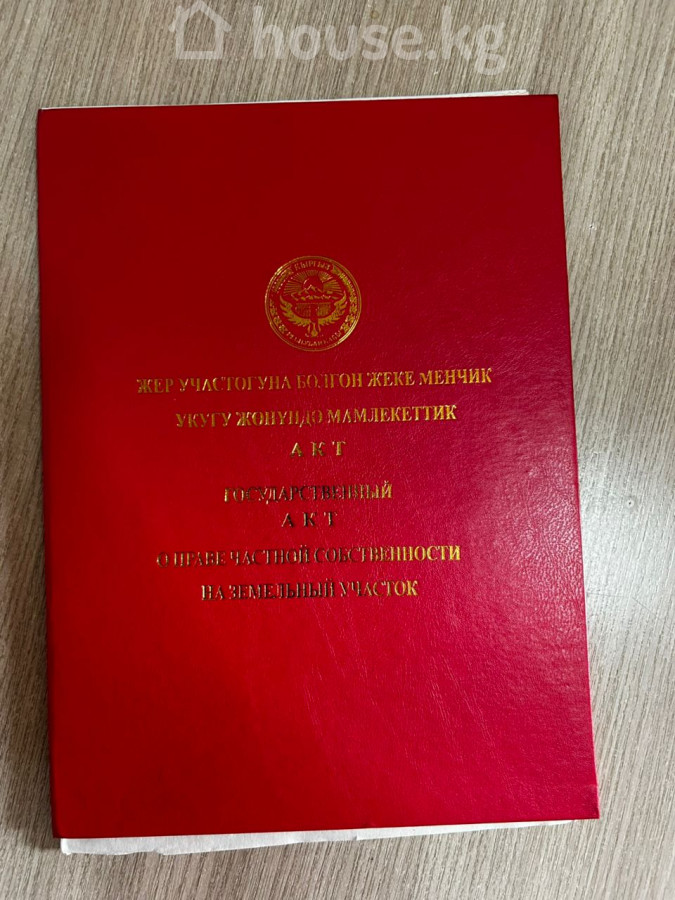 house.kg
ЖЕР УЧАСТОГУНА БОЛГОН ЖЕКЕ МЕНЧИК
УКУГУ ЖӨНҮНДӨ МАМЛЕКЕТТИК
АКТ
ГОСУДАРСТВЕННЫЙ
АКТ
О ПРАВЕ ЧАСТНОЙ СОБСТВЕННОСТИ
НА ЗЕМЕЛЬНЫЙ УЧАСТОК